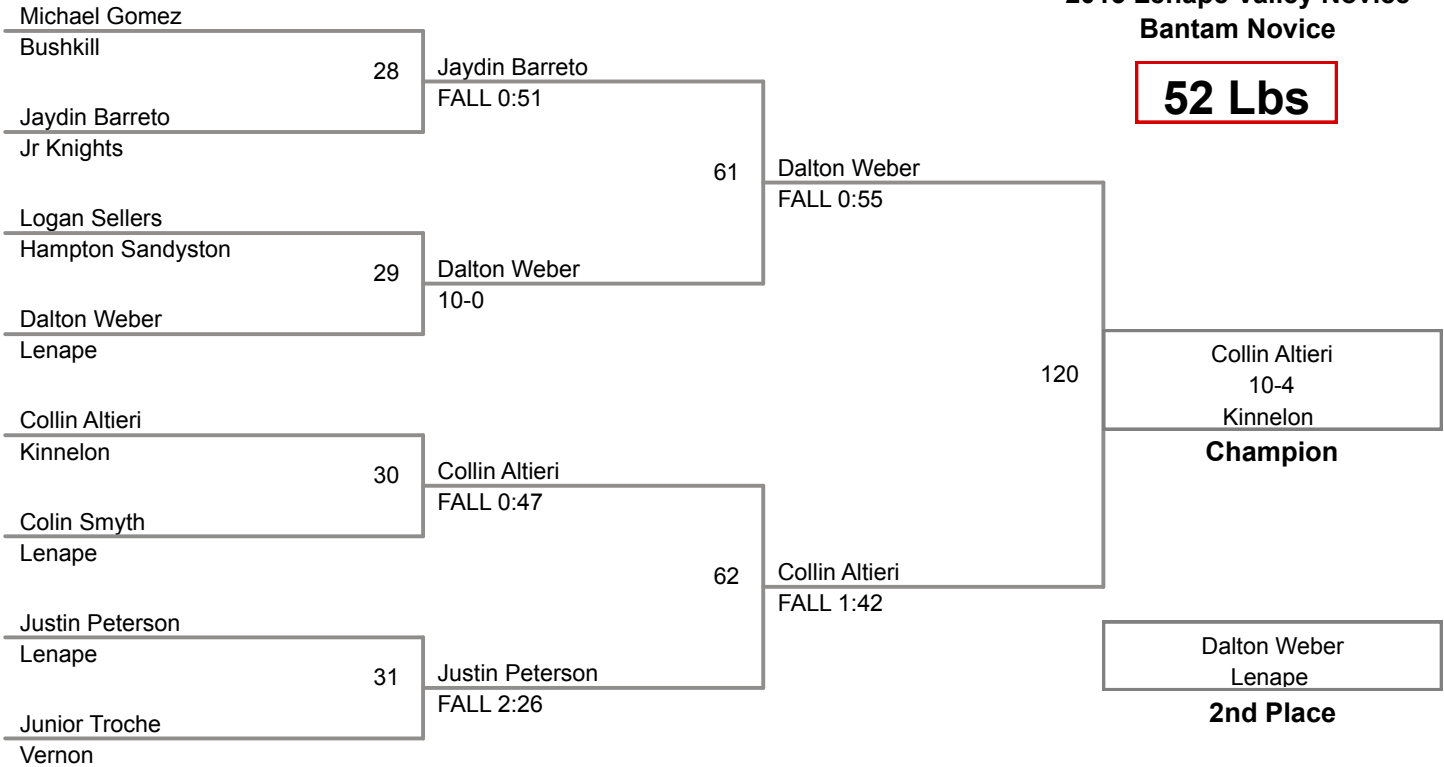 Lenape Valley Novice
Bantam Novice
52 Lbs
Michael Gomez
Bushkill
28
Jaydin Barreto
FALL 0:51
Jaydin Barreto
Jr Knights
61
Dalton Weber
FALL 0:55
Logan Sellers
Hampton Sandyston
29
Dalton Weber
10-0
Dalton Weber
Lenape
120
Collin Altieri
10-4
Kinnelon
Champion
Collin Altieri
Kinnelon
30
Collin Altieri
FALL 0:47
Colin Smyth
Lenape
62
Collin Altieri
FALL 1:42
Justin Peterson
Lenape
31
Justin Peterson
FALL 2:26
Junior Troche
Vernon
Dalton Weber
Lenape
2nd Place